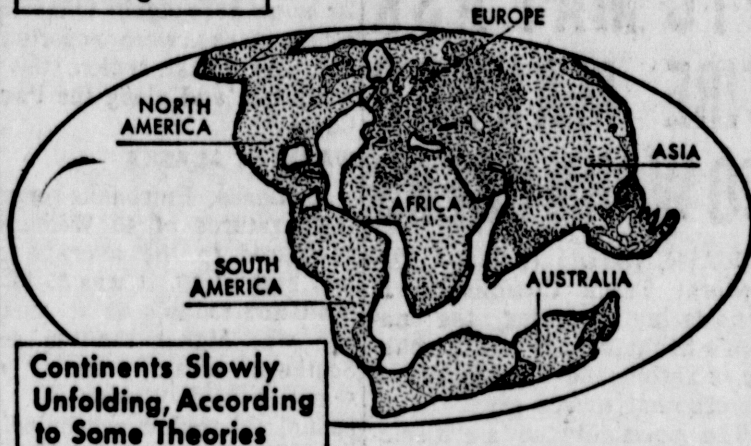 EUROPE
NORTH
AMERICA
ASIA
AFRICA
SOUTH
AMERICA
AUSTRALIA
Continents Slowly
Unfolding, According
to Some Theories